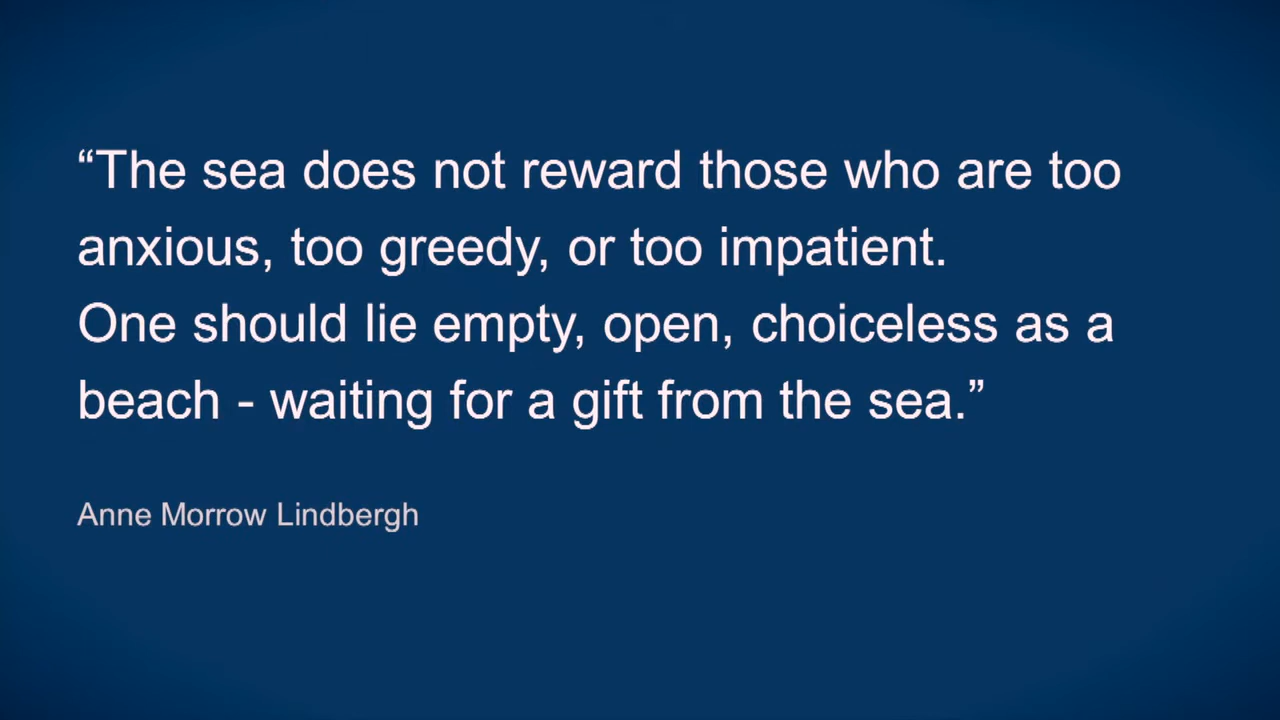 “The sea does not reward those who are too
anxious, too greedy, or too impatient.
One should lie empty, open, choiceless as a
beach - waiting for a gift from the sea.”
Anne Morrow Lindbergh